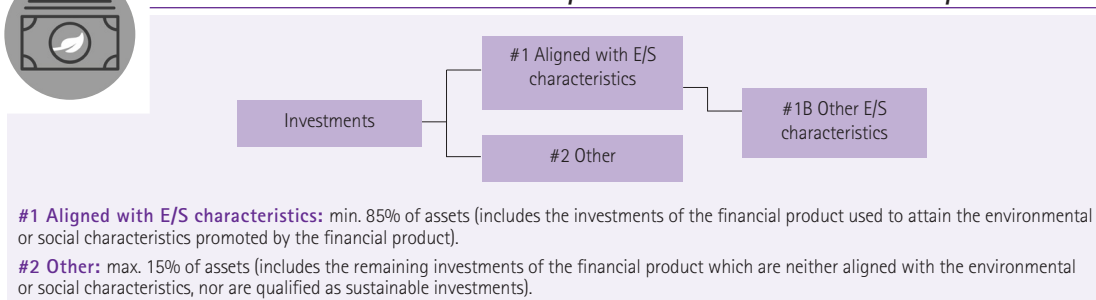 #1 Aligned with E/S
characteristics
Investments
#1B Other E/S
characteristics
#2 Other
#1 Aligned with E/S characteristics: min. 85% of assets (includes the investments of the financial product used to attain the environmental
or social characteristics promoted by the financial product).
#2 Other: max. 15% of assets (includes the remaining investments of the financial product which are neither aligned with the environmental
or social characteristics, nor are qualified as sustainable investments).